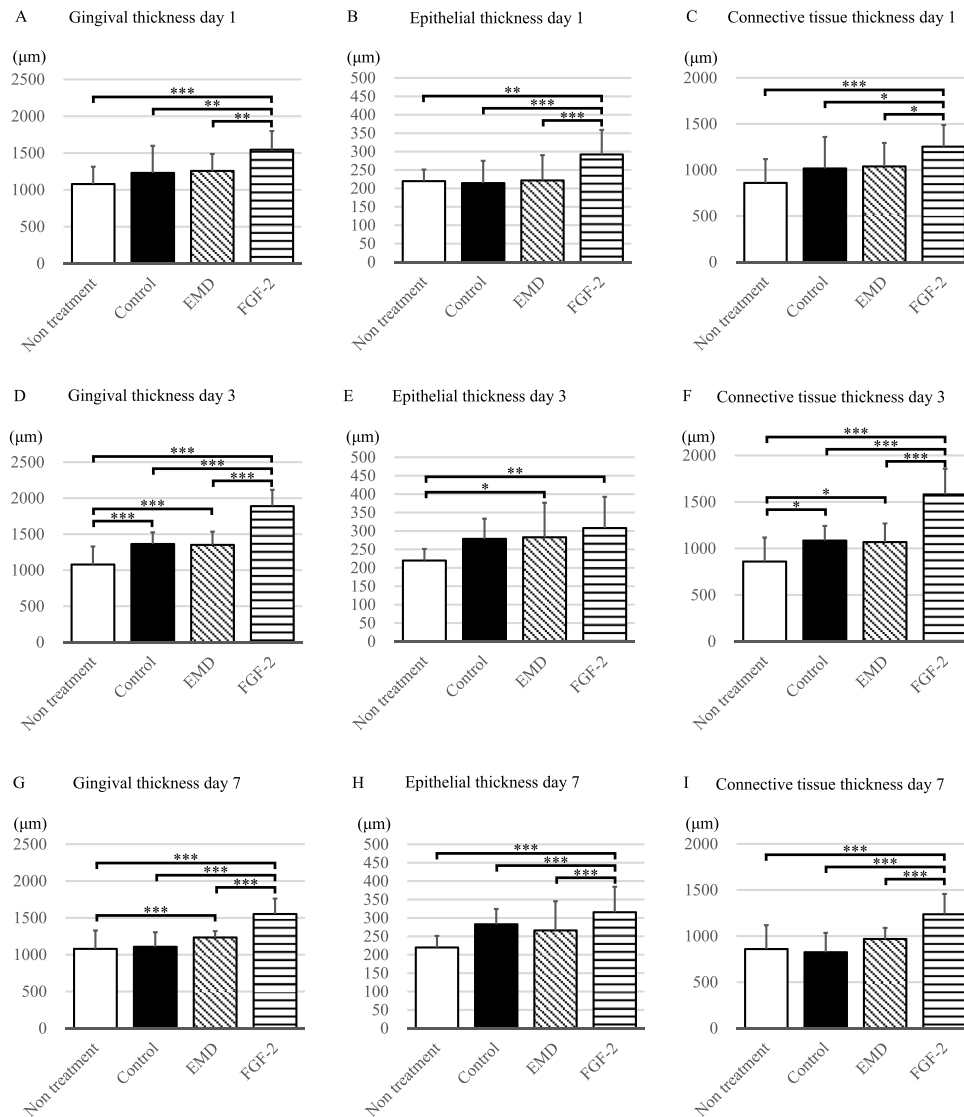 A Gingival thickness day 1
(μm)
2500
2000
1500
1000
500
0
***
**
**
Non treatment
Control
EMD
FGF-2
B Epithelial thickness day 1
(μm)
500
450
400
350
300
250
200
150
100
50
0
**
***
***
Non treatment
Control
EMD
FGF-2
C Connective tissue thickness day 1
(μm)
2000
1500
1000
500
0
***
*
*
Non treatment
Control
EMD
FGF-2
D Gingival thickness day 3
(μm)
2500
2000
1500
1000
500
0
***
***
***
***
***
Non treatment
Control
EMD
FGF-2
E Epithelial thickness day 3
(μm)
500
450
400
350
300
250
200
150
100
50
0
**
*
Non treatment
Control
EMD
FGF-2
F Connective tissue thickness day 3
(μm)
2000
1500
1000
500
0
***
***
***
*
*
Non treatment
Control
EMD
FGF-2
G Gingival thickness day 7
(μm)
2500
2000
1500
1000
500
0
***
***
***
***
Non treatment
Control
EMD
FGF-2
H Epithelial thickness day 7
(μm)
500
450
400
350
300
250
200
150
100
50
0
***
***
***
Non treatment
Control
EMD
FGF-2
I Connective tissue thickness day 7
(μm)
2000
1500
1000
500
0
***
***
***
Non treatment
Control
EMD
FGF-2